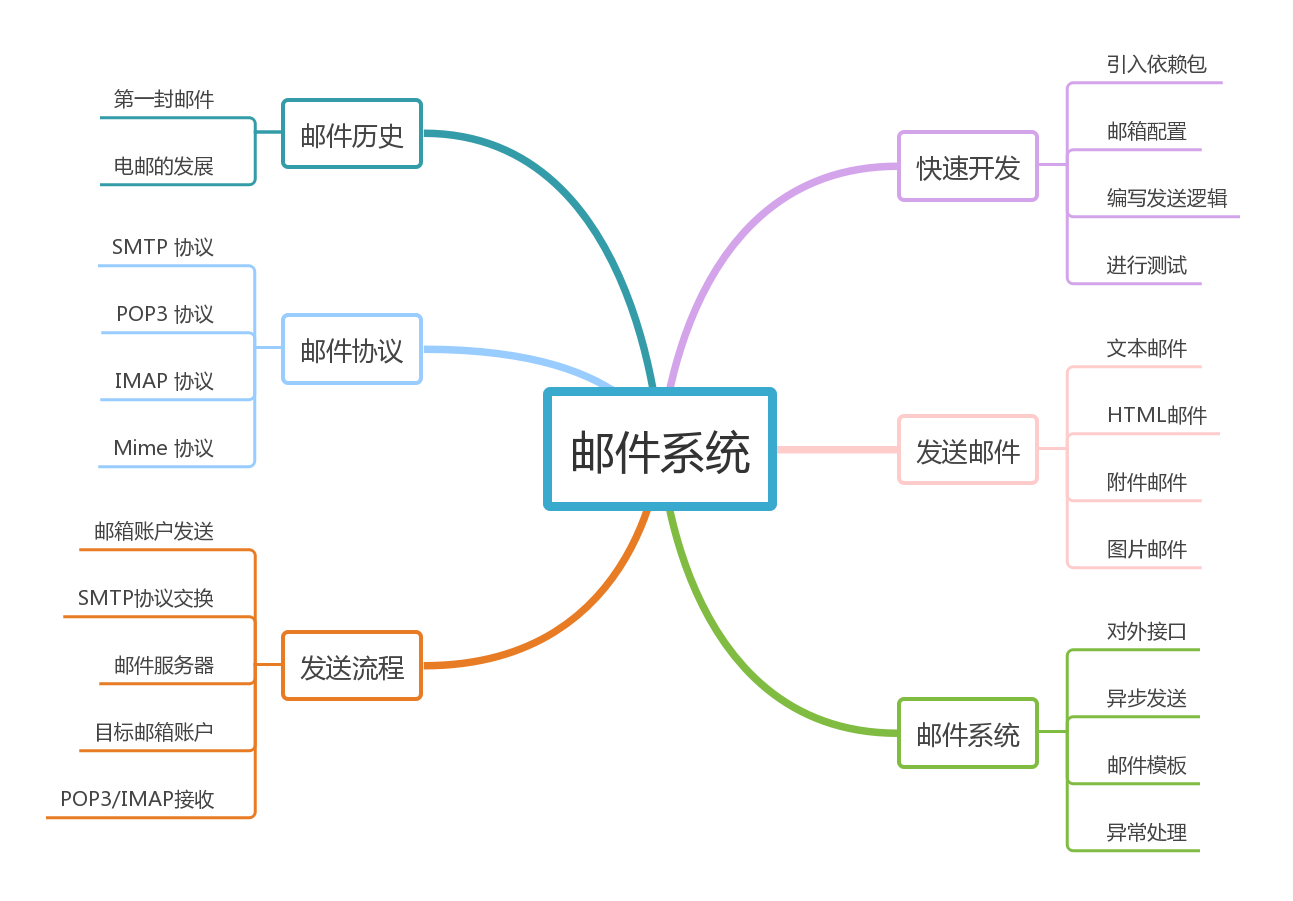 邮件系统
邮件历史
第一封邮件
电邮的发展
邮件协议
SMTP 协议
POP3 协议
IMAP 协议
Mime 协议
发送流程
邮箱账户发送
SMTP协议交换
邮件服务器
目标邮箱账户
POP3/IMAP接收
快速开发
引入依赖包
邮箱配置
编写发送逻辑
进行测试
发送邮件
文本邮件
HTML邮件
附件邮件
图片邮件
邮件系统
对外接口
异步发送
邮件模板
异常处理